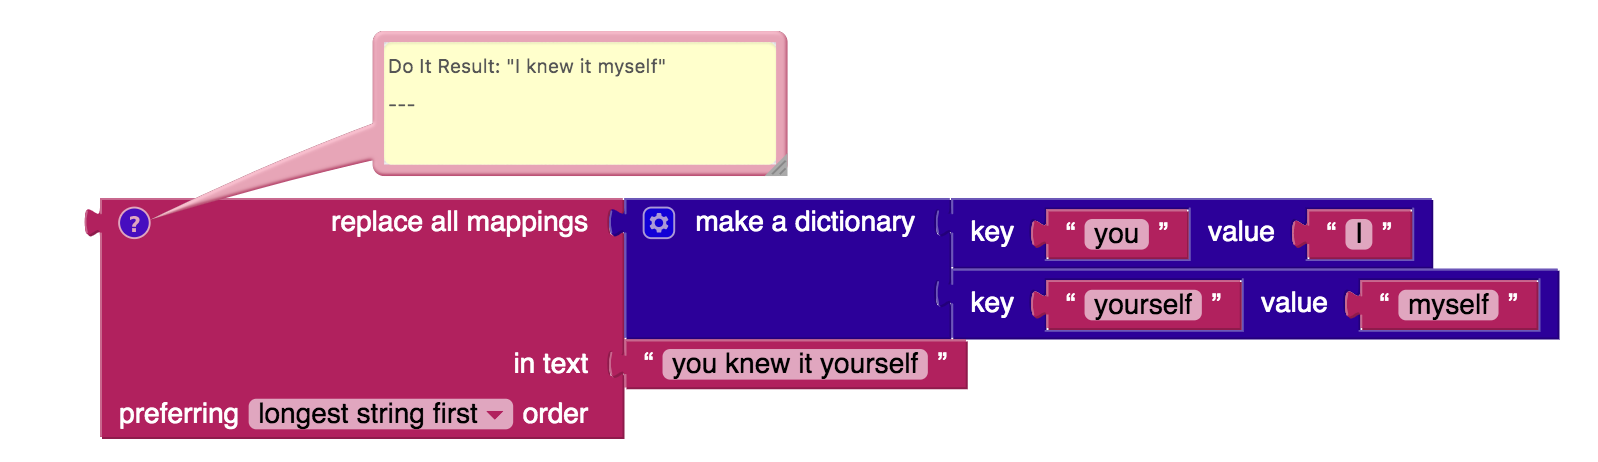 Do It Result: "I knew it myself"
---
? replace all mappings make a dictionary key “ you ” value “ I ”
key “ yourself ” value “ myself ”
in text “ you knew it yourself ”
preferring longest string first order